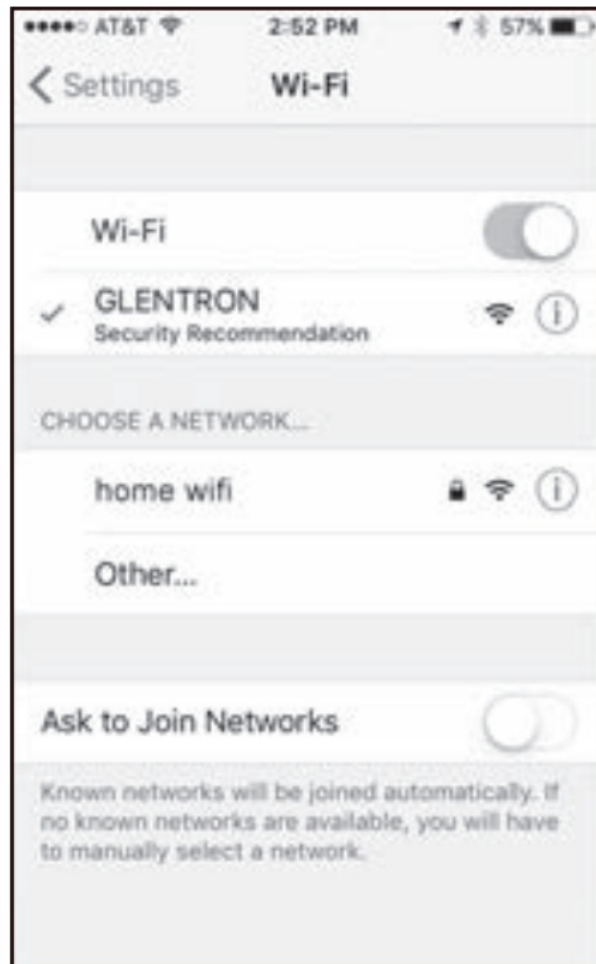 AT&T 2:52 PM 57%
Settings Wi-Fi
Wi-Fi
GLENTRON
Security Recommendation
CHOOSE A NETWORK...
home wifi
Other...
Ask to Join Networks
Known networks will be joined automatically. If
no known networks are available, you will have
to manually select a network.